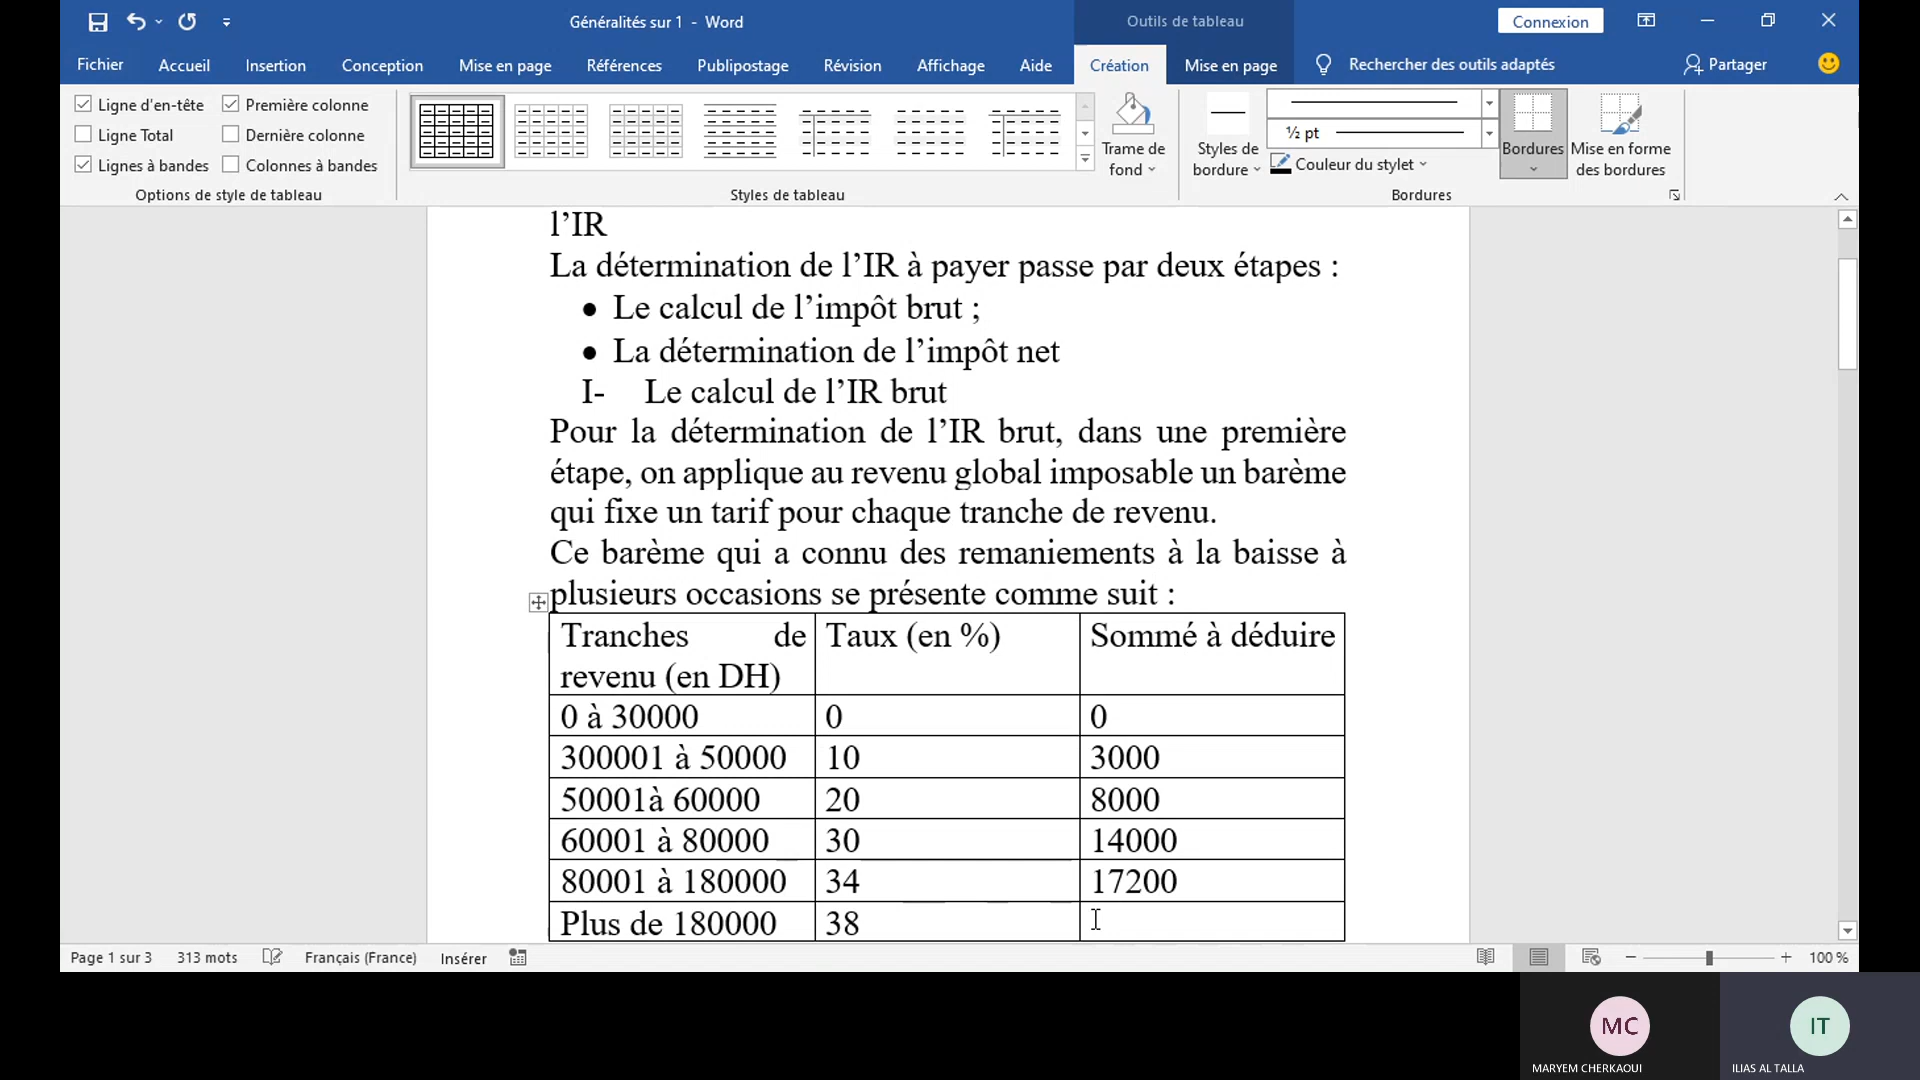 Généralités sur 1 - Word
Outils de tableau
Connexion
Fichier Accueil Insertion Conception Mise en page Références Publipostage Révision Affichage Aide Création Mise en page Rechercher des outils adaptés Partager
Ligne d'en-tête Première colonne
Ligne Total Dernière colonne
Lignes à bandes Colonnes à bandes
Options de style de tableau
Styles de tableau
Trame de fond
Styles de bordure
½ pt
Couleur du stylet
Bordures
Mise en forme des bordures
Bordures
l’IR
La détermination de l’IR à payer passe par deux étapes :
• Le calcul de l’impôt brut ;
• La détermination de l’impôt net
I- Le calcul de l’IR brut
Pour la détermination de l’IR brut, dans une première
étape, on applique au revenu global imposable un barème
qui fixe un tarif pour chaque tranche de revenu.
Ce barème qui a connu des remaniements à la baisse à
plusieurs occasions se présente comme suit :
Tranches de revenu (en DH) Taux (en %) Sommé à déduire
0 à 30000 0 0
300001 à 50000 10 3000
50001à 60000 20 8000
60001 à 80000 30 14000
80001 à 180000 34 17200
Plus de 180000 38
Page 1 sur 3 313 mots Français (France) Insérer 100 %
MC IT
MARYEM CHERKAOUI ILIAS AL TALLA